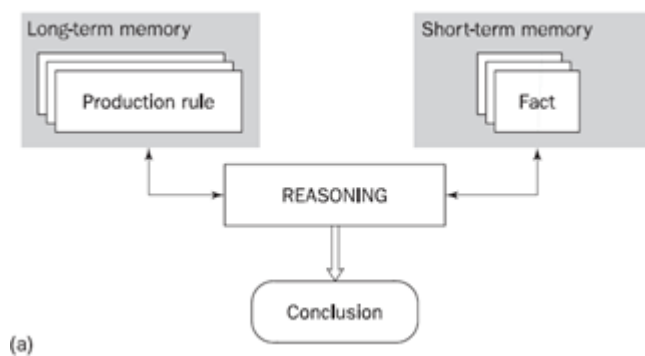 Long-term memory
Short-term memory
Production rule
Fact
REASONING
Conclusion
(a)